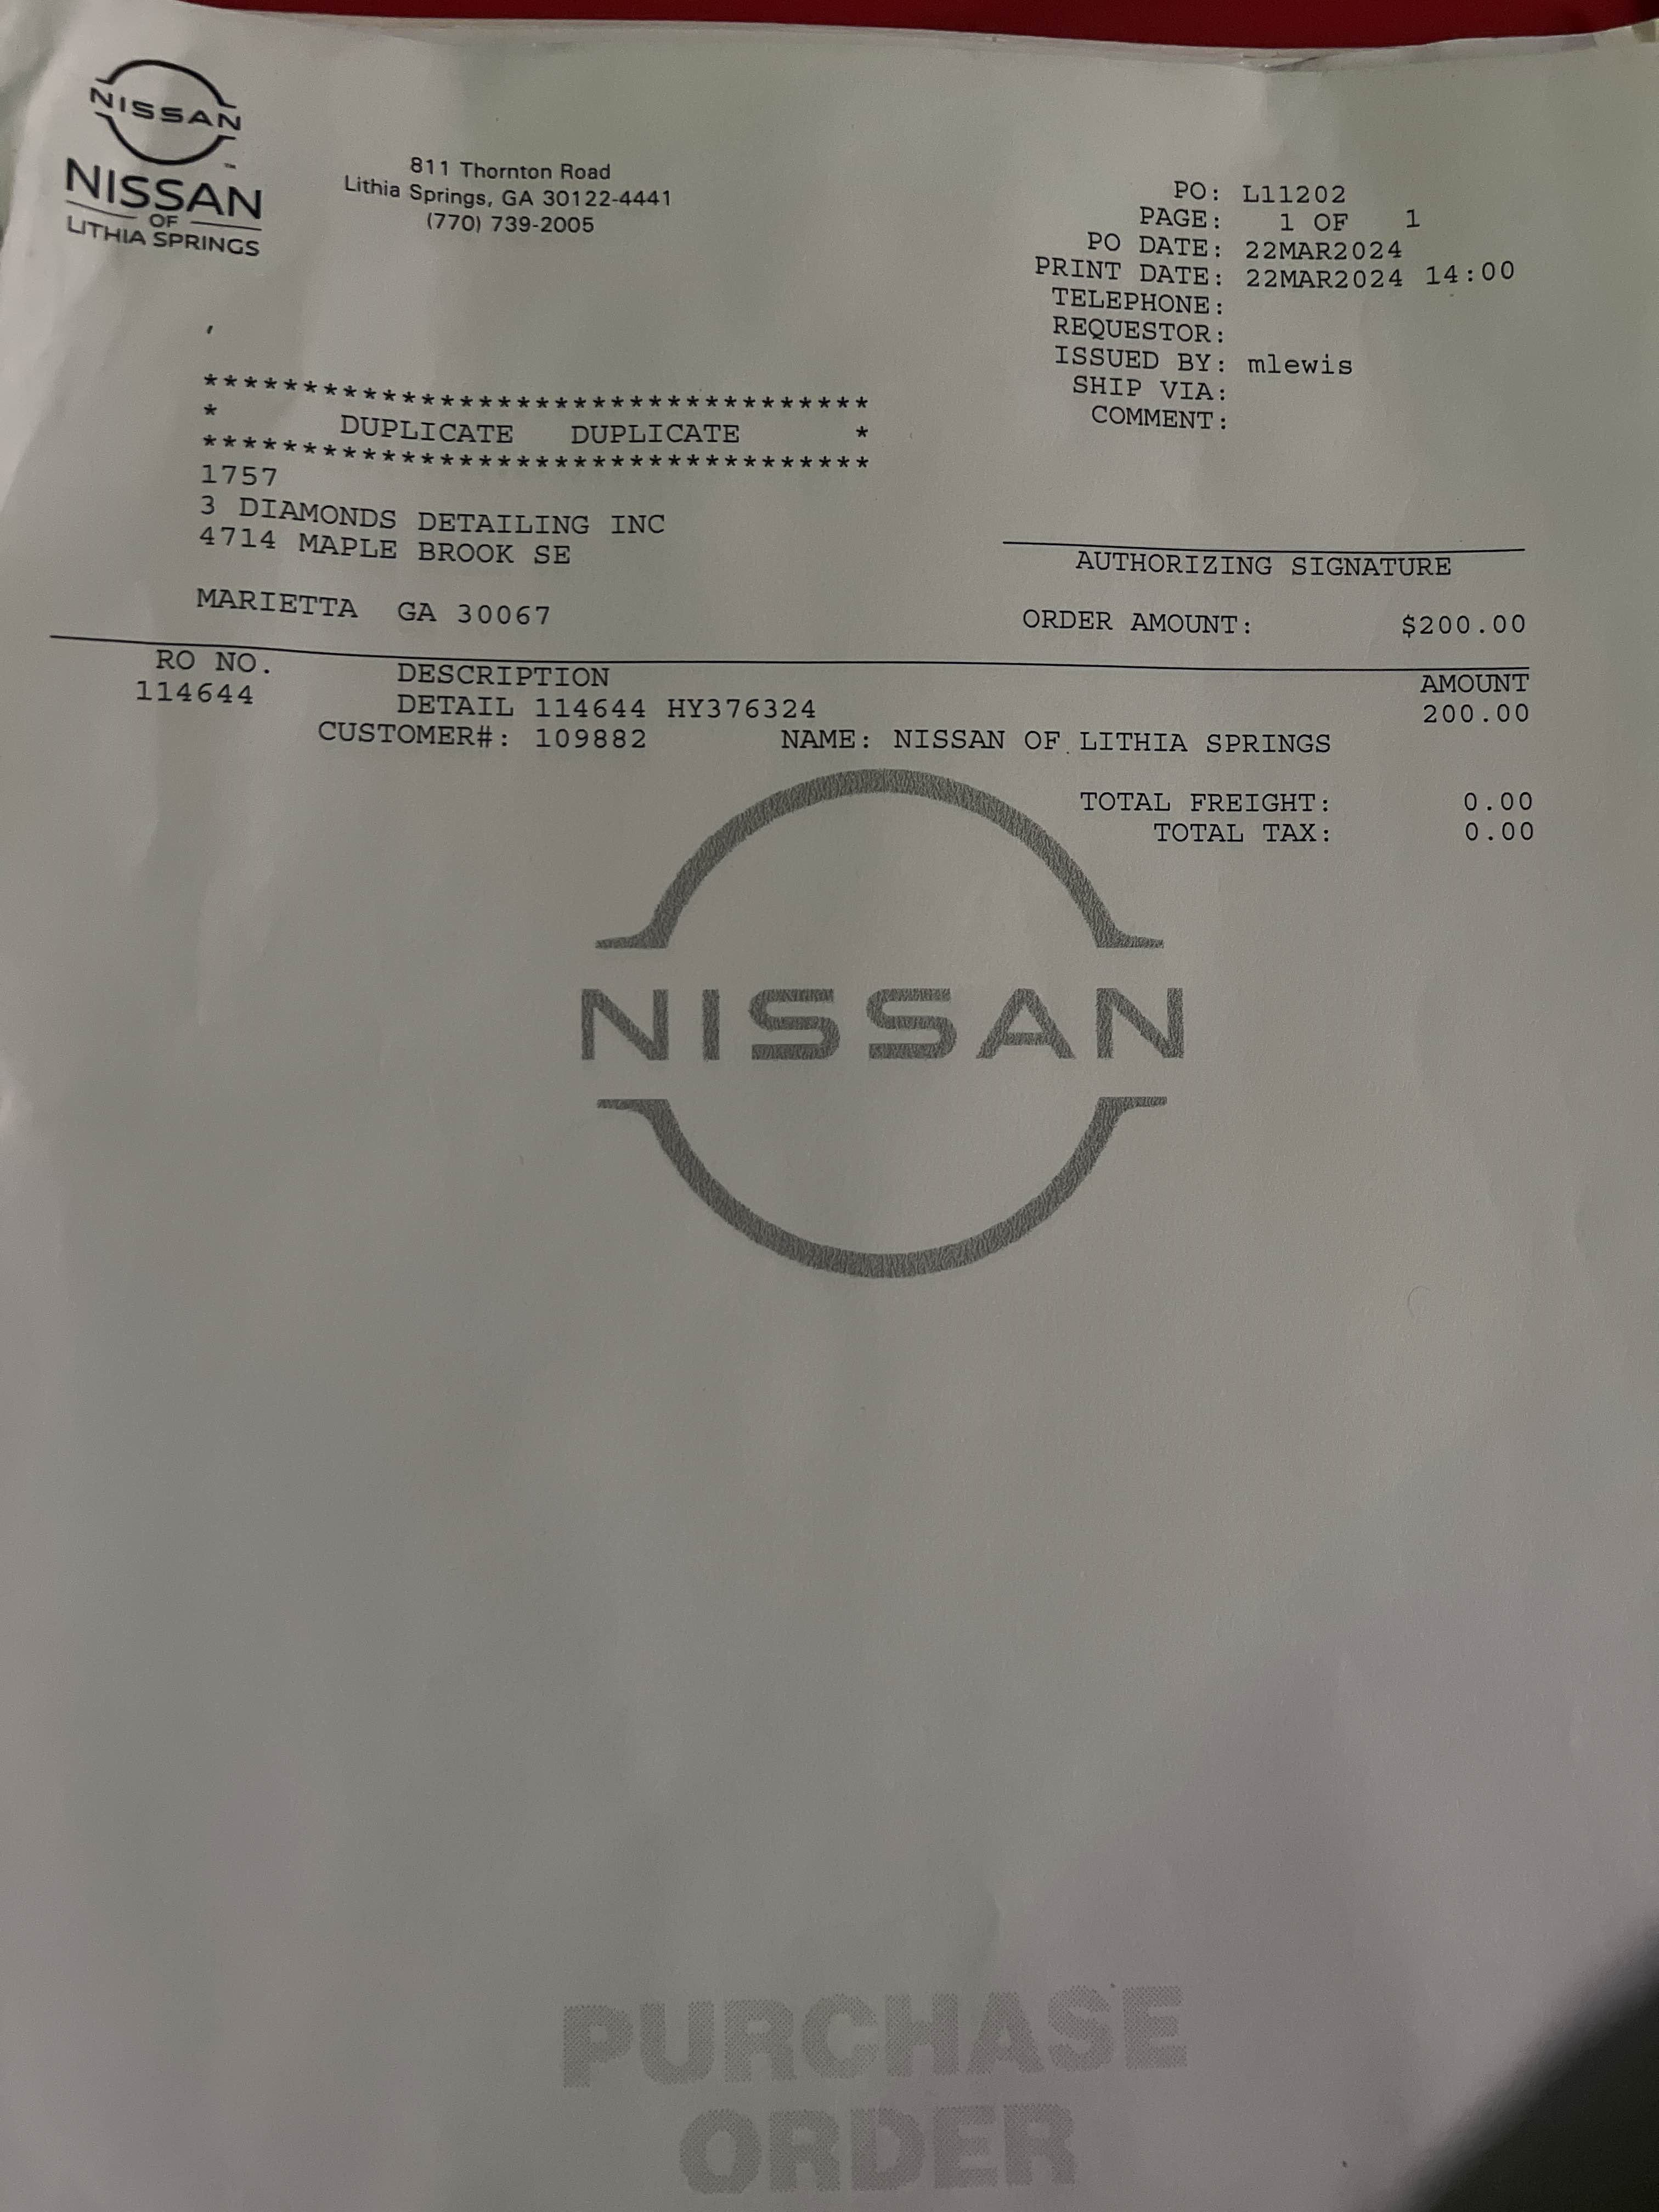 NISSAN
NISSAN
OF
LITHIA SPRINGS
811 Thornton Road
Lithia Springs, GA 30122-4441
(770) 739-2005
PO: L11202
PAGE: 1 OF 1
PO DATE: 22MAR2024
PRINT DATE: 22MAR2024 14:00
TELEPHONE:
REQUESTOR:
ISSUED BY: mlewis
SHIP VIA:
COMMENT:
**********************************
* DUPLICATE DUPLICATE *
**********************************
1757
3 DIAMONDS DETAILING INC
4714 MAPLE BROOK SE
MARIETTA GA 30067
AUTHORIZING SIGNATURE
ORDER AMOUNT: $200.00
RO NO. DESCRIPTION AMOUNT
114644 DETAIL 114644 HY376324 200.00
CUSTOMER#: 109882 NAME: NISSAN OF LITHIA SPRINGS
TOTAL FREIGHT: 0.00
TOTAL TAX: 0.00
NISSAN
PURCHASE
ORDER